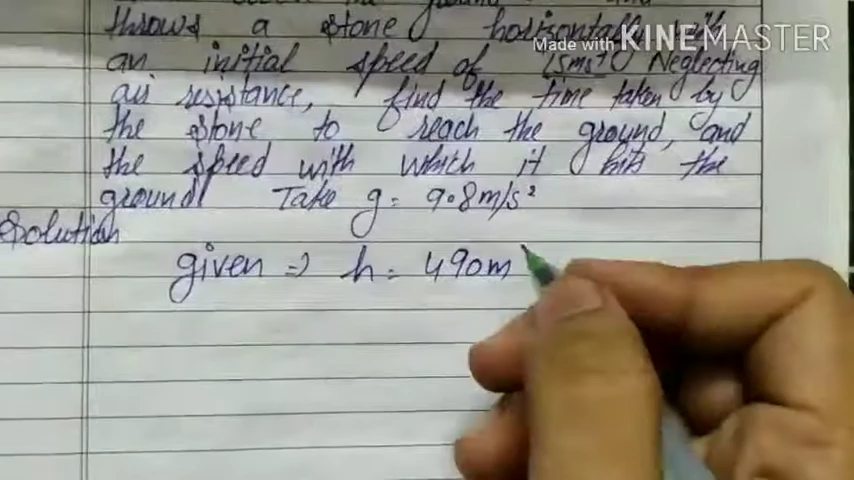 throws a stone horizontally with
Made with KINEMASTER
an initial speed of 15ms⁻¹. Neglecting
air resistance, find the time taken by
the stone to reach the ground, and
the speed with which it hits the
ground. Take g = 9.8m/s²
Solution
given => h = 490m